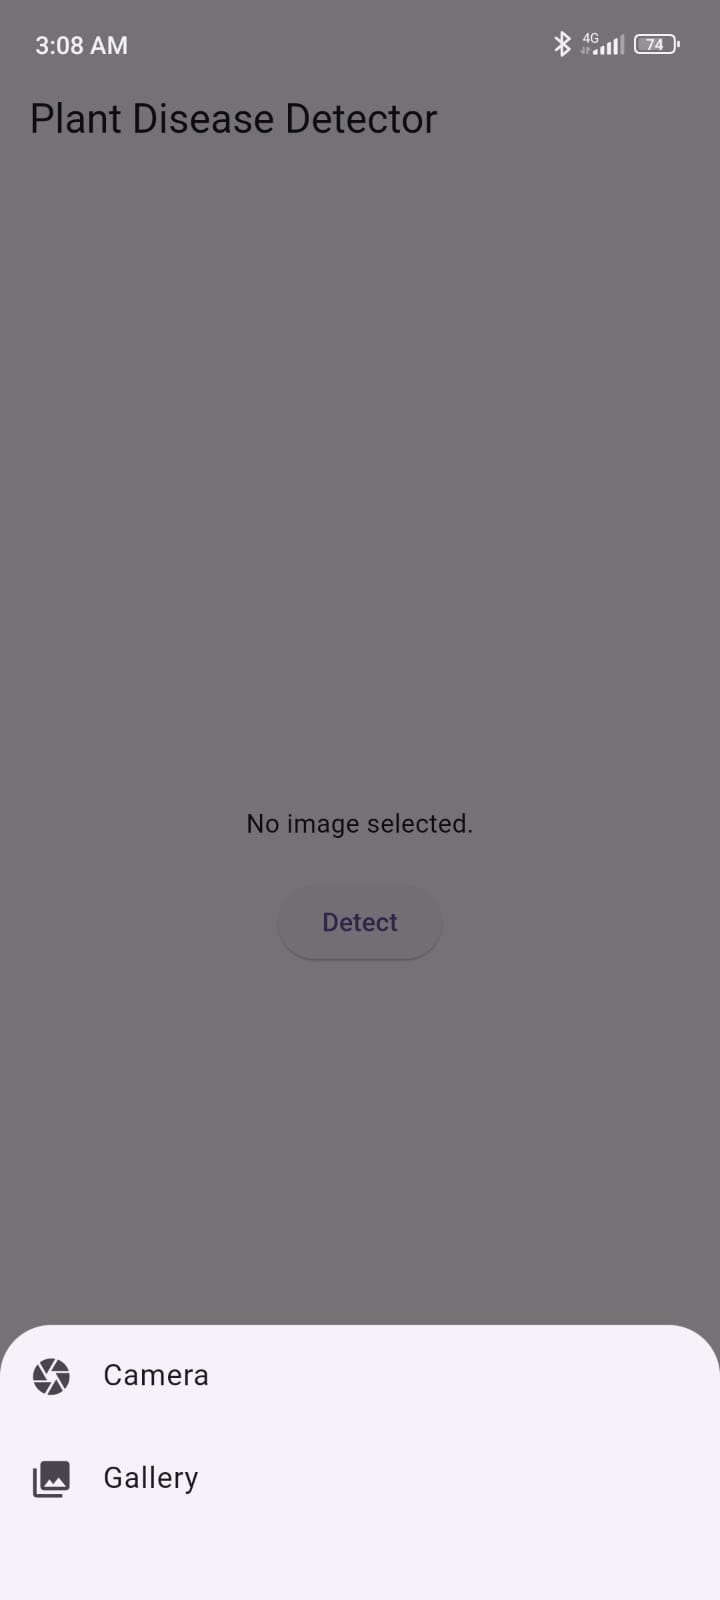 3:08 AM
4G
74
Plant Disease Detector
No image selected.
Detect
Camera
Gallery